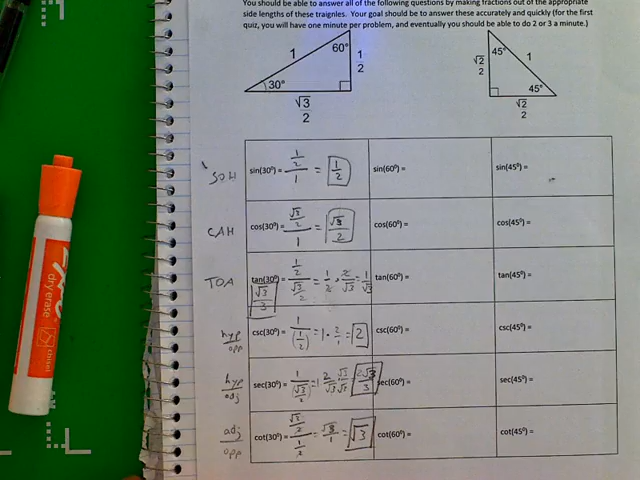 You should be able to answer all of the following questions by making fractions out of the appropriate
side lengths of these traignles. Your goal should be to answer these accurately and quickly (for the first
quiz, you will have one minute per problem, and eventually you should be able to do 2 or 3 a minute.)
1 60° 1/2 30° √3/2
√2/2 45° 1 45° √2/2
SOH sin(30°) = (1/2)/1 = 1/2 sin(60°) = sin(45°) =
CAH cos(30°) = (√3/2)/1 = √3/2 cos(60°) = cos(45°) =
TOA tan(30°) = (1/2)/(√3/2) = 1/2 · 2/√3 = 1/√3 √3/3 tan(60°) = tan(45°) =
hyp/opp csc(30°) = 1/(1/2) = 1 · 2/1 = 2 csc(60°) = csc(45°) =
hyp/adj sec(30°) = 1/(√3/2) = 1 2/√3 √3/√3 2√3/3 sec(60°) = sec(45°) =
adj/opp cot(30°) = (√3/2)/(1/2) = √3/1 = √3 cot(60°) = cot(45°) =
dry erase